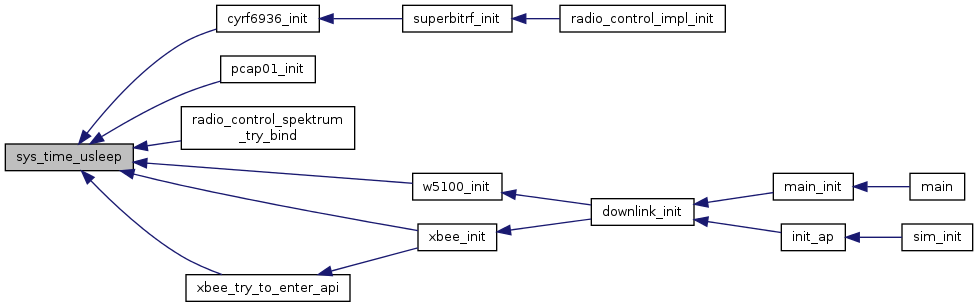 cyrf6936_init
superbitrf_init
radio_control_impl_init
pcap01_init
radio_control_spektrum
_try_bind
sys_time_usleep
w5100_init
main_init
main
downlink_init
xbee_init
init_ap
sim_init
xbee_try_to_enter_api